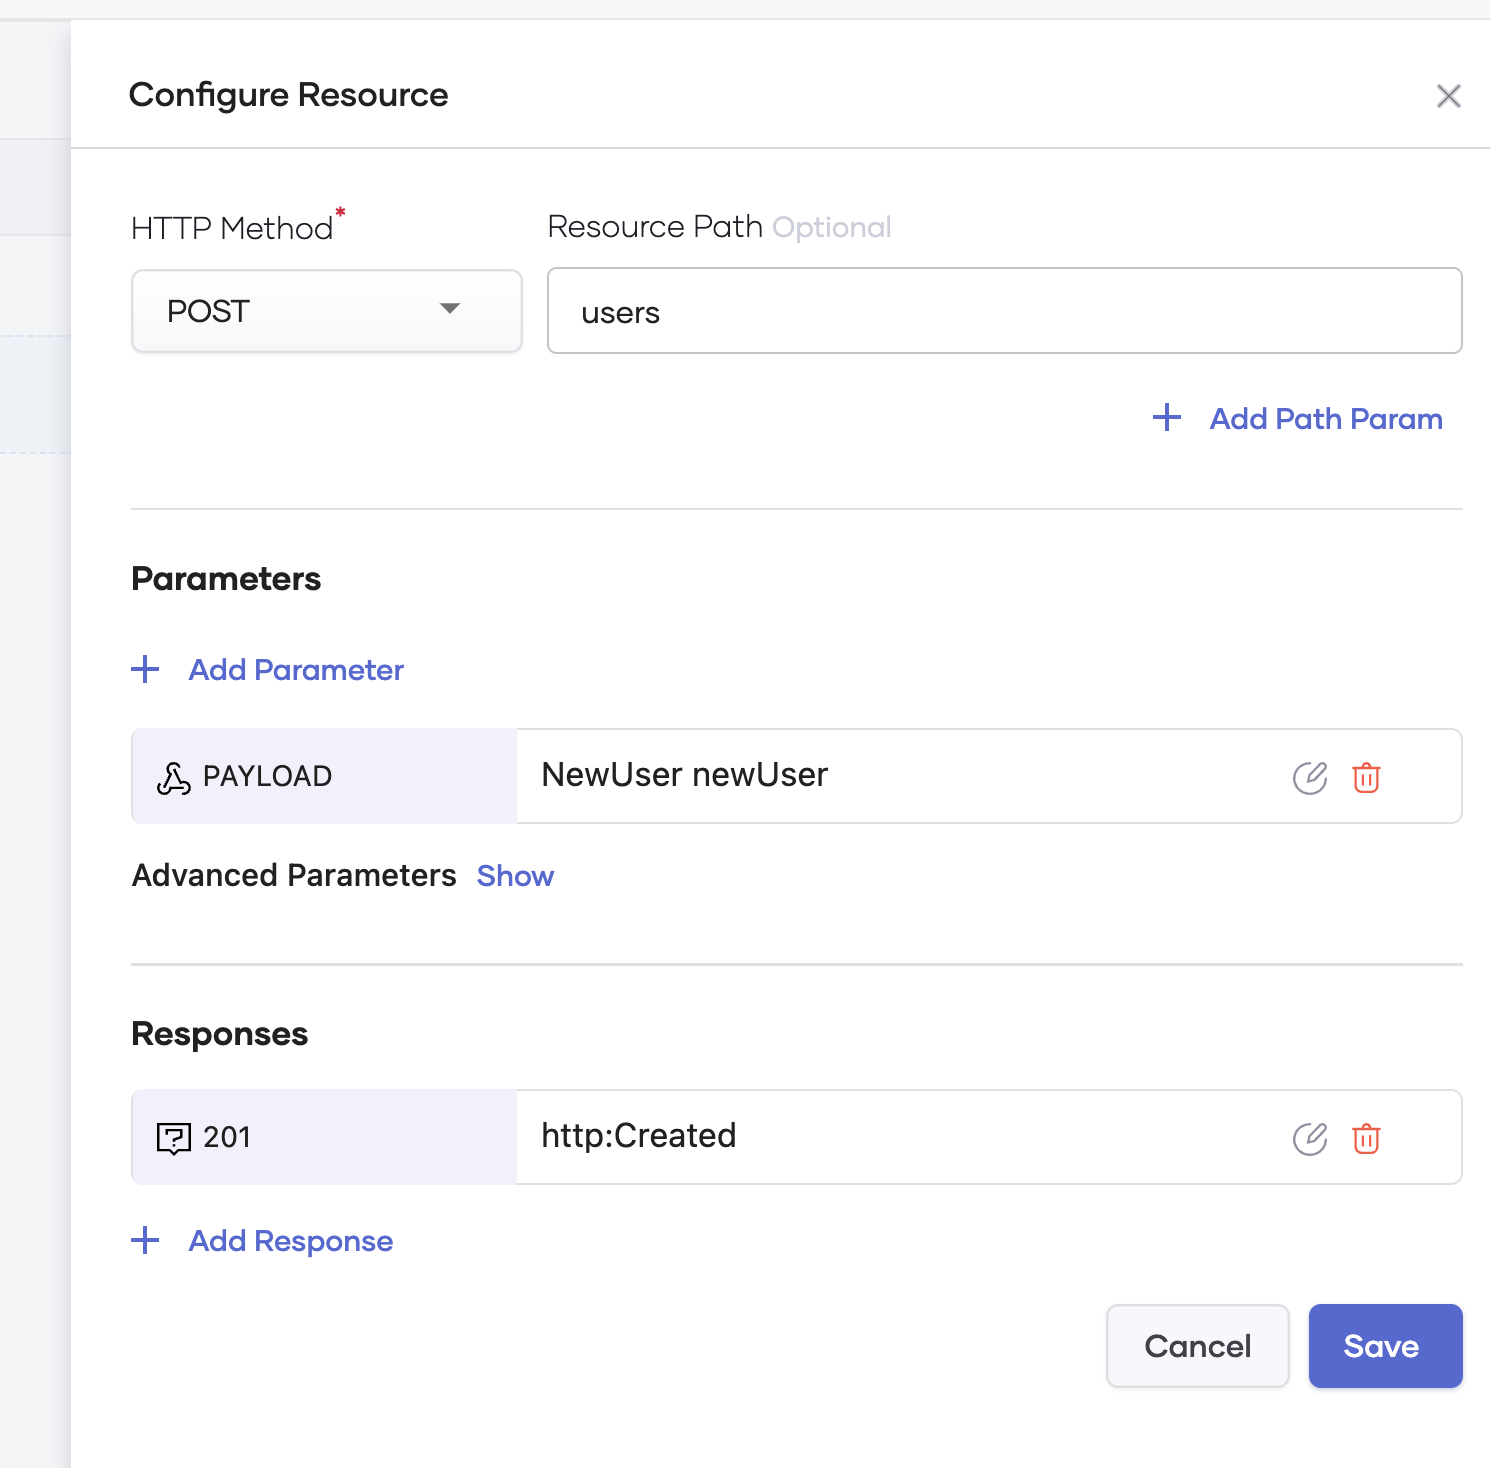 Configure Resource
HTTP Method* Resource Path Optional
POST users
Add Path Param
Parameters
Add Parameter
PAYLOAD NewUser newUser
Advanced Parameters Show
Responses
201 http:Created
Add Response
Cancel Save